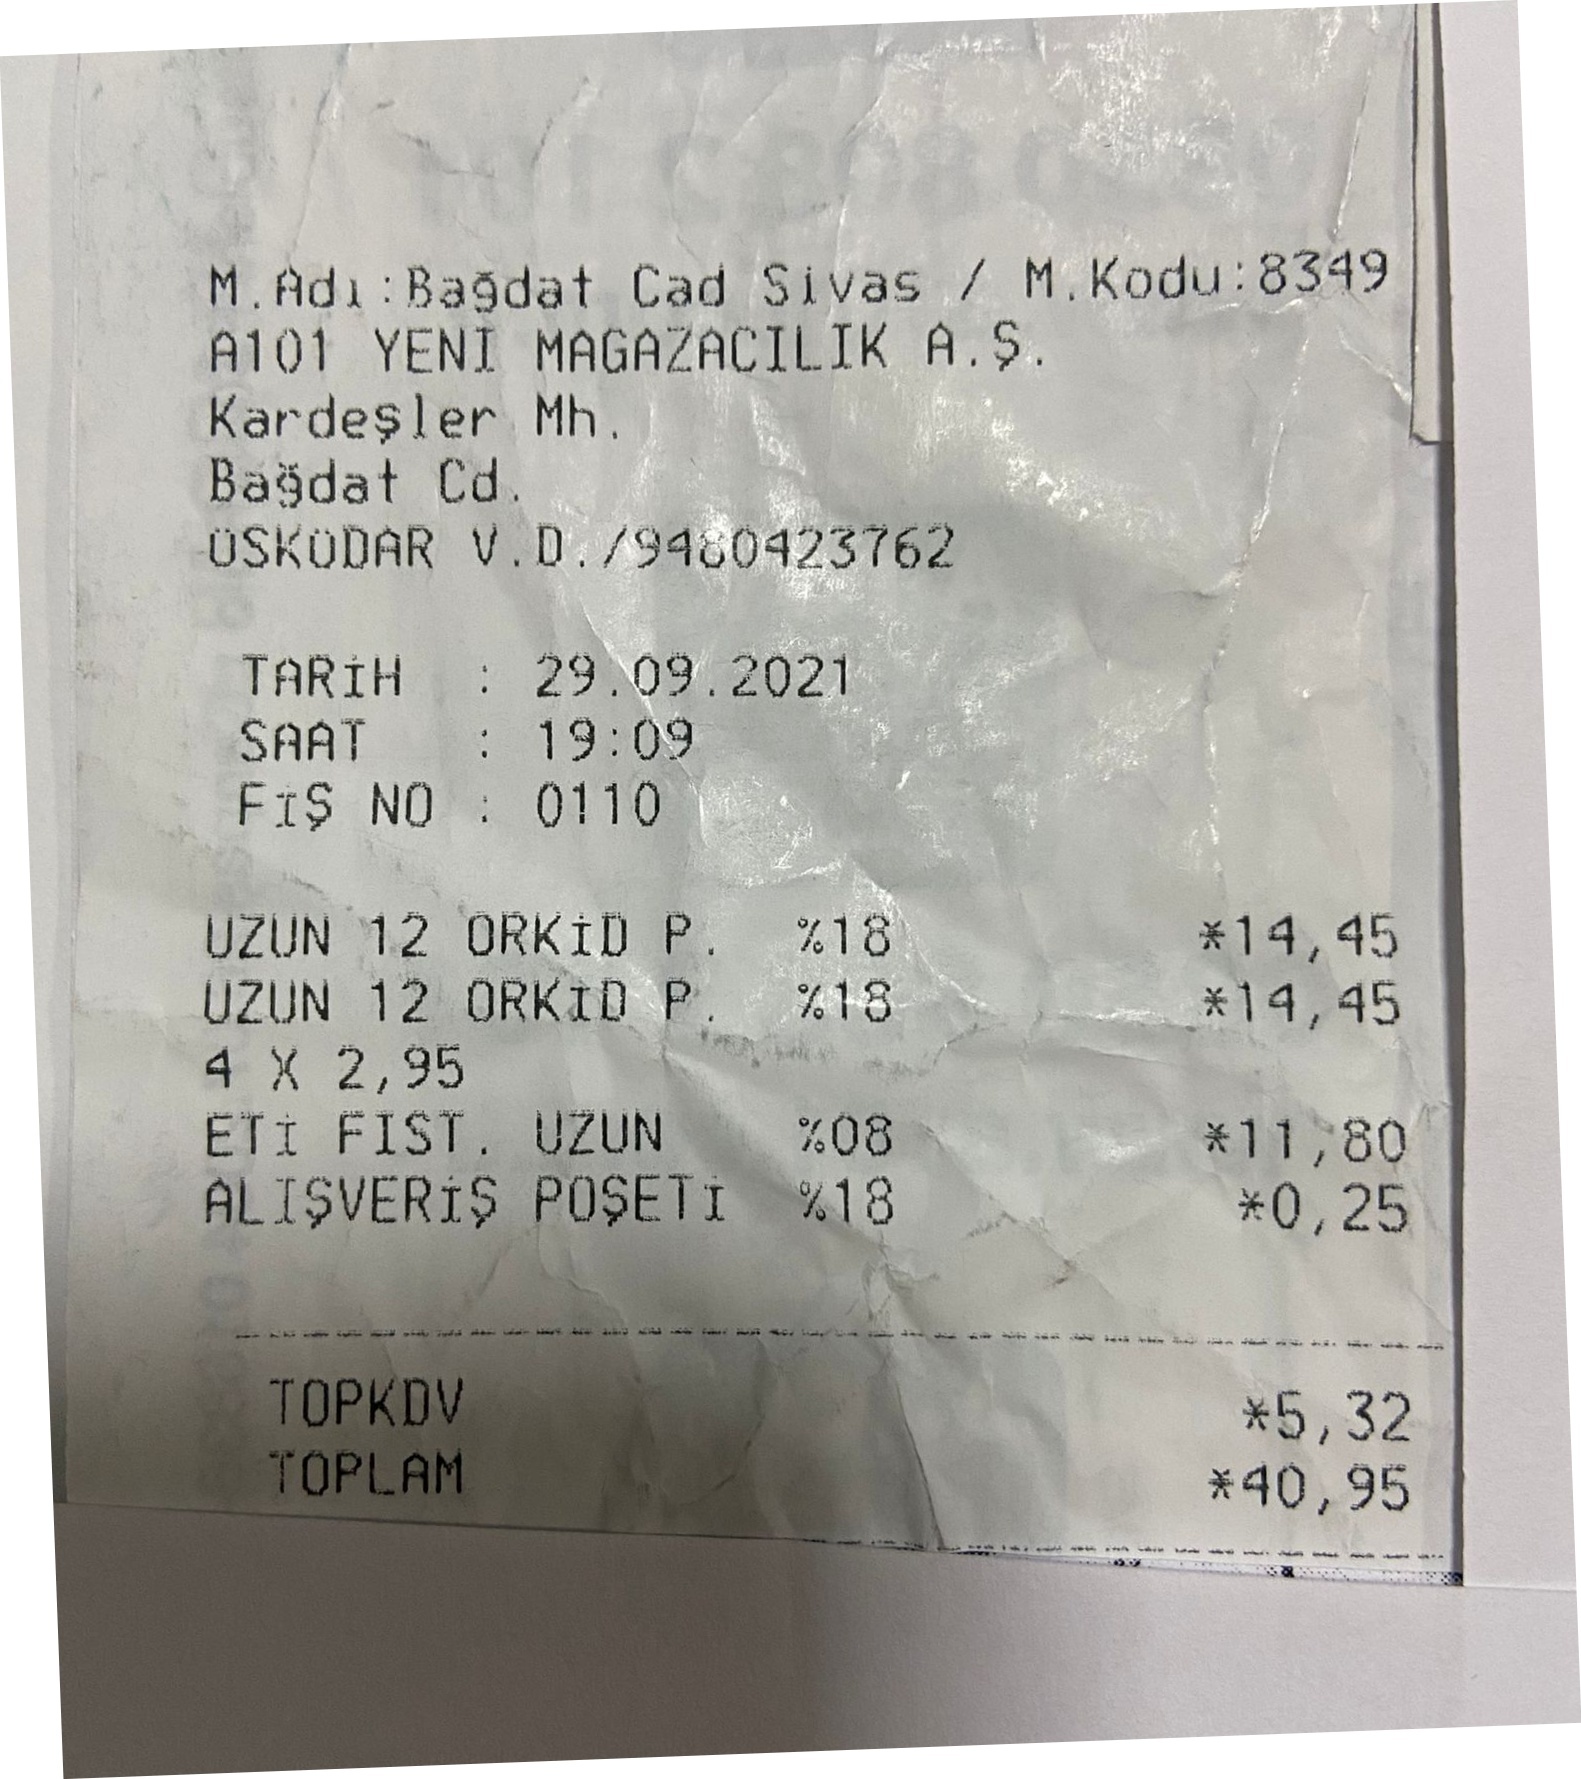 M.Adı:Bağdat Cad Sivas / M.Kodu:8349
A101 YENİ MAGAZACILIK A.Ş.
Kardeşler Mh.
Bağdat Cd.
ÜSKÜDAR V.D./9480423762
TARİH : 29.09.2021
SAAT : 19:09
FİŞ NO : 0110
UZUN 12 ORKİD P. %18 *14,45
UZUN 12 ORKİD P. %18 *14,45
4 X 2,95
ETİ FIST. UZUN %08 *11,80
ALIŞVERİŞ POŞETİ %18 *0,25
TOPKDV *5,32
TOPLAM *40,95